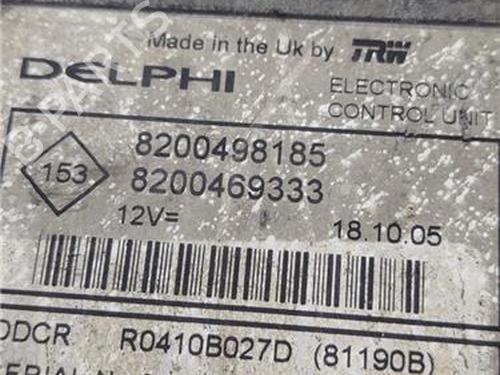 Made in the Uk by TRW
DELPHI
ELECTRONIC
CONTROL UNIT
8200498185
153
8200469333
12V=
18.10.05
DDCR R0410B027D (81190B)
B-PARTS